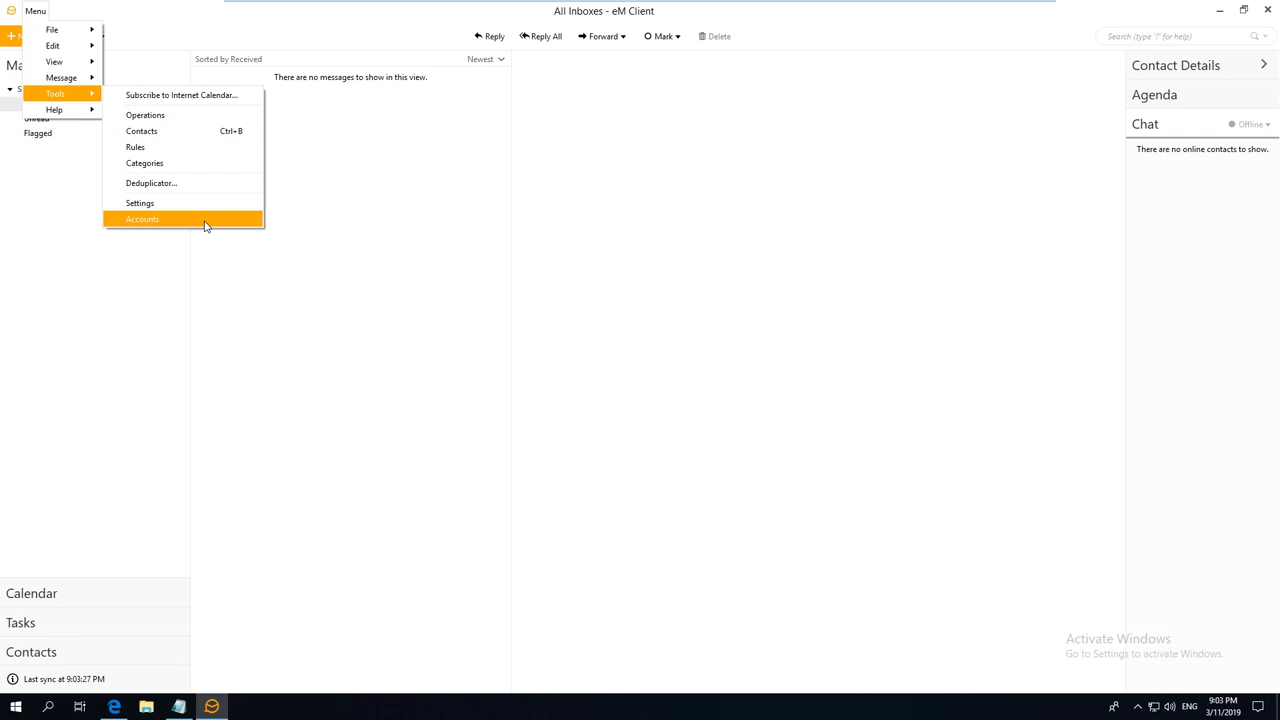 Menu
All Inboxes - eM Client
File
Edit
View
Message
Tools
Help
Subscribe to Internet Calendar...
Operations
Contacts Ctrl+B
Rules
Categories
Deduplicator...
Settings
Accounts
Flagged
Reply
Reply All
Forward
Mark
Delete
Search (type '?' for help)
Sorted by Received
Newest
There are no messages to show in this view.
Contact Details
Agenda
Chat
Offline
There are no online contacts to show.
Calendar
Tasks
Contacts
Last sync at 9:03:27 PM
Activate Windows
Go to Settings to activate Windows.
ENG
9:03 PM
3/11/2019